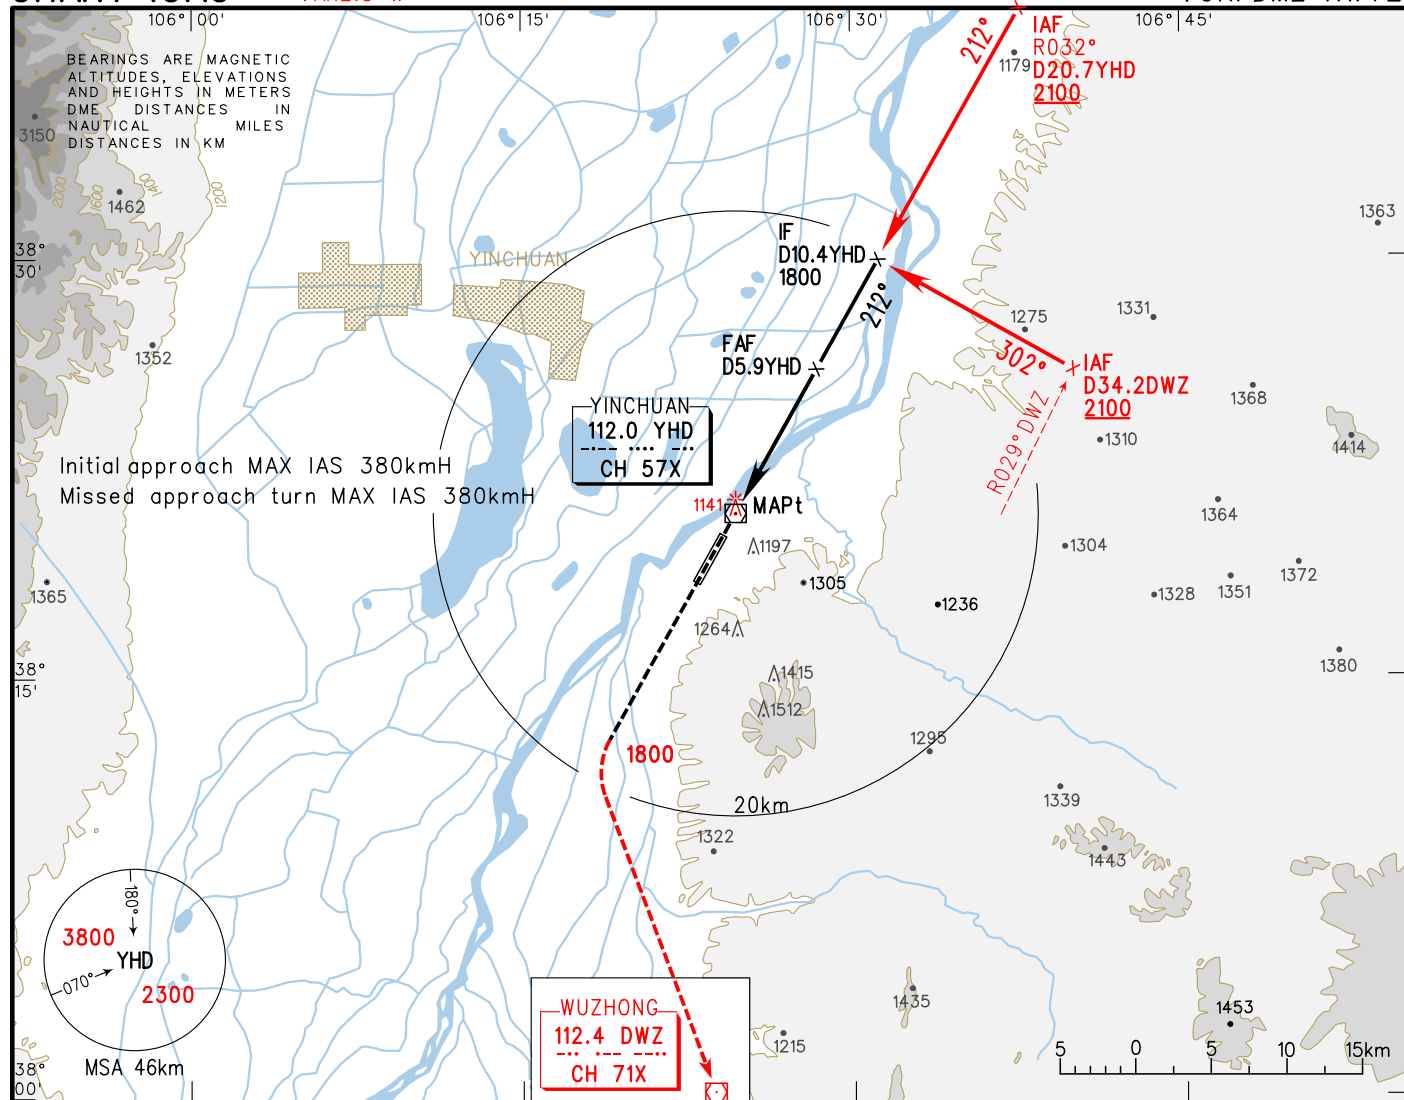 106°00'
106°15'
106°30'
106°45'
BEARINGS ARE MAGNETIC
ALTITUDES, ELEVATIONS
AND HEIGHTS IN METERS
DME DISTANCES IN
NAUTICAL MILES
DISTANCES IN KM
212°
IAF
R032°
D20.7YHD
2100
1179
3150
2000
1600
1400
1200
1462
1363
38°
30'
YINCHUAN
IF
D10.4YHD
1800
212°
1275
1331
1352
FAF
D5.9YHD
302°
IAF
D34.2DWZ
2100
1368
R029°DWZ
1310
1414
YINCHUAN
112.0 YHD
CH 57X
Initial approach MAX IAS 380kmH
Missed approach turn MAX IAS 380kmH
1141
MAPt
1364
1197
1304
1372
1365
1305
1236
1328
1351
1264
1380
38°
15'
1415
1512
1295
1800
1339
20km
1322
1443
180°
3800
YHD
070°
2300
MSA 46km
1435
1453
WUZHONG
112.4 DWZ
CH 71X
1215
5 0 5 10 15km
38°
00'